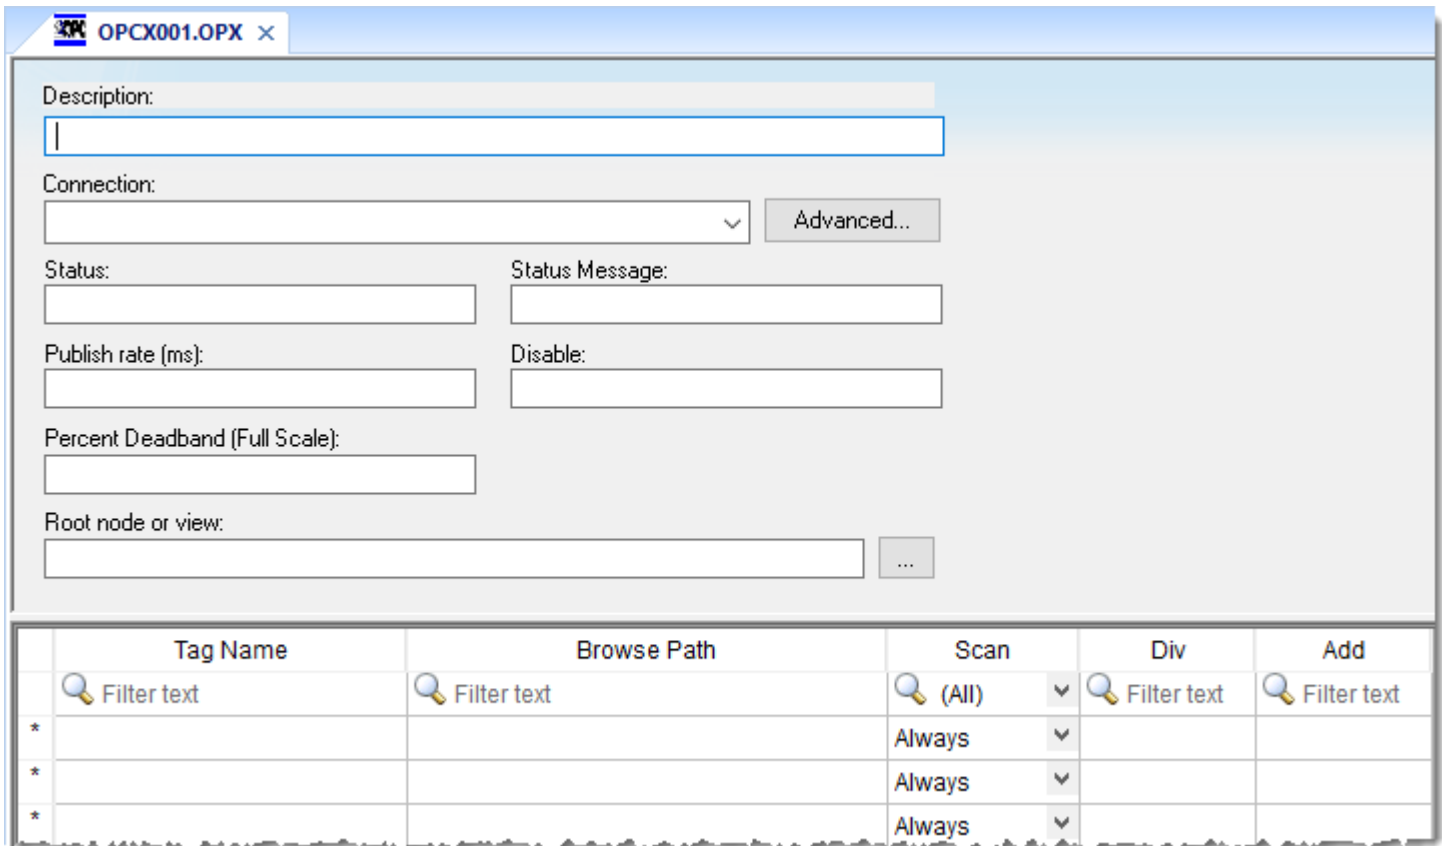 OPCX001.OPX
Description:
Connection:
Advanced...
Status: Status Message:
Publish rate (ms): Disable:
Percent Deadband (Full Scale):
Root node or view:
...
Tag Name Browse Path Scan Div Add
Filter text Filter text (All) Filter text Filter text
* Always
* Always
* Always